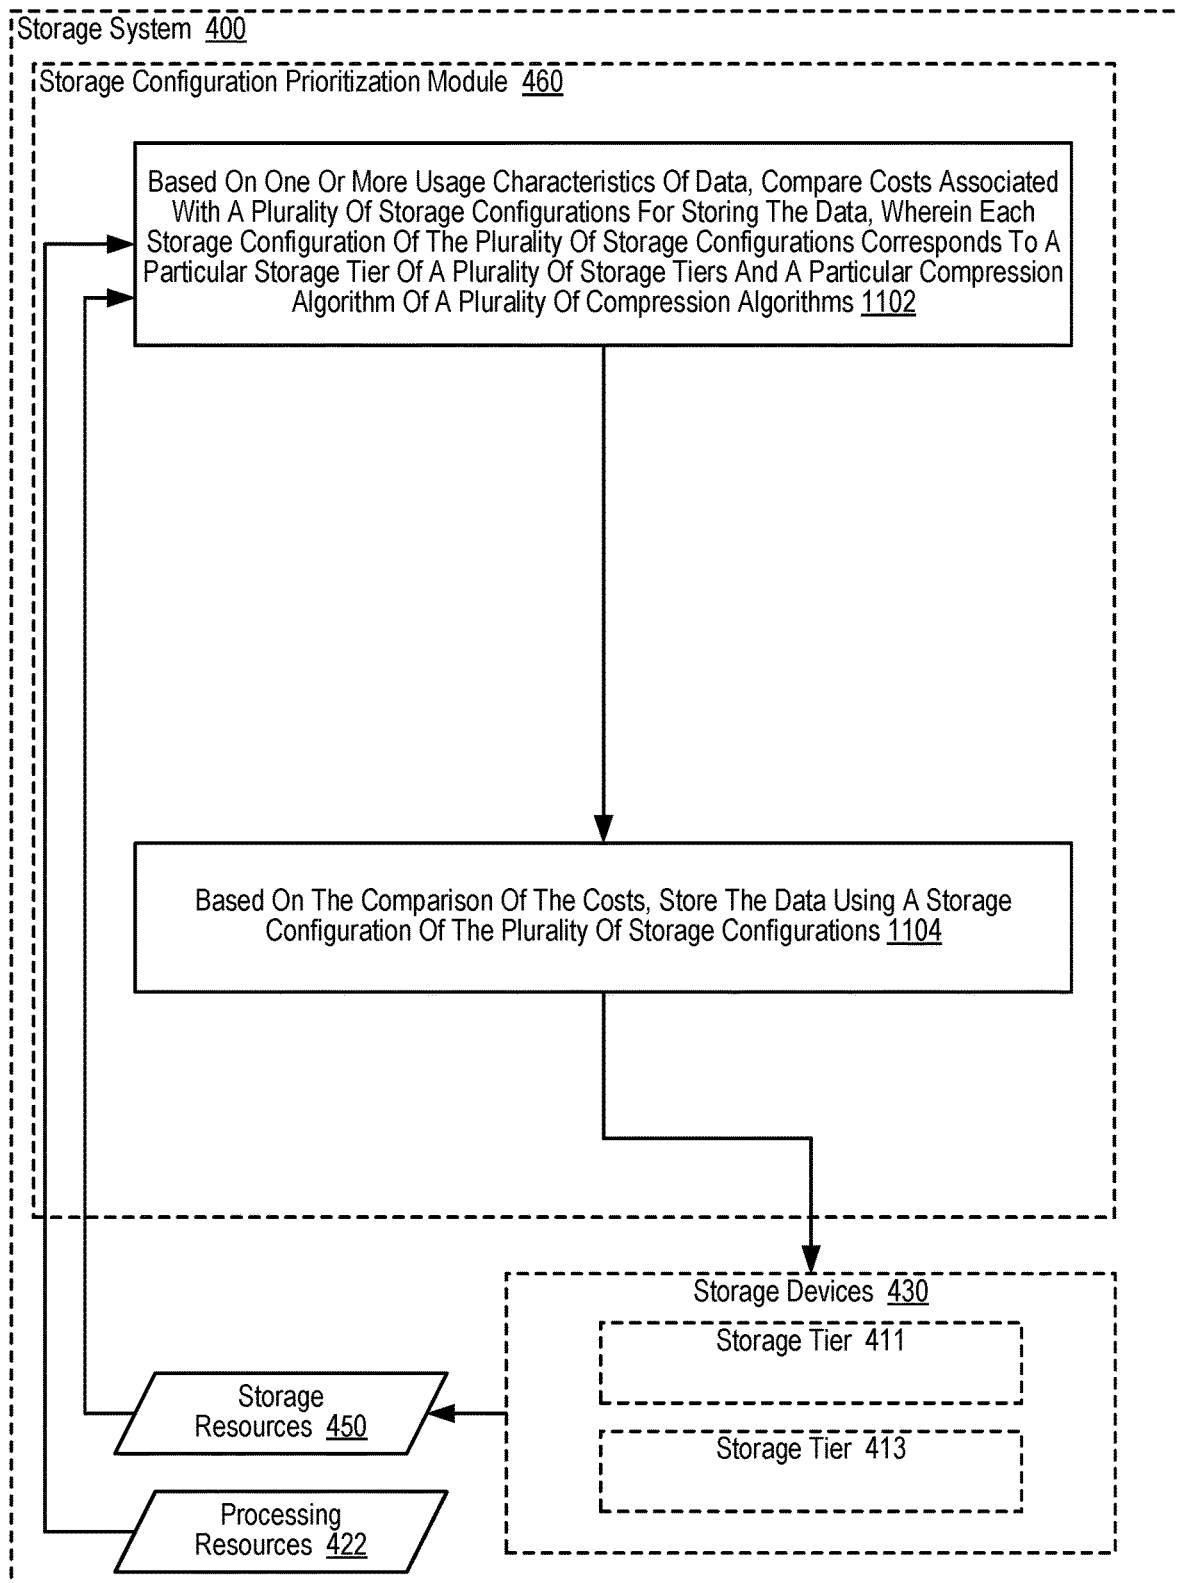 Storage System 400
Storage Configuration Prioritization Module 460
Based On One Or More Usage Characteristics Of Data, Compare Costs Associated
With A Plurality Of Storage Configurations For Storing The Data, Wherein Each
Storage Configuration Of The Plurality Of Storage Configurations Corresponds To A
Particular Storage Tier Of A Plurality Of Storage Tiers And A Particular Compression
Algorithm Of A Plurality Of Compression Algorithms 1102
Based On The Comparison Of The Costs, Store The Data Using A Storage
Configuration Of The Plurality Of Storage Configurations 1104
Storage Devices 430
Storage Tier 411
Storage Tier 413
Storage
Resources 450
Processing
Resources 422